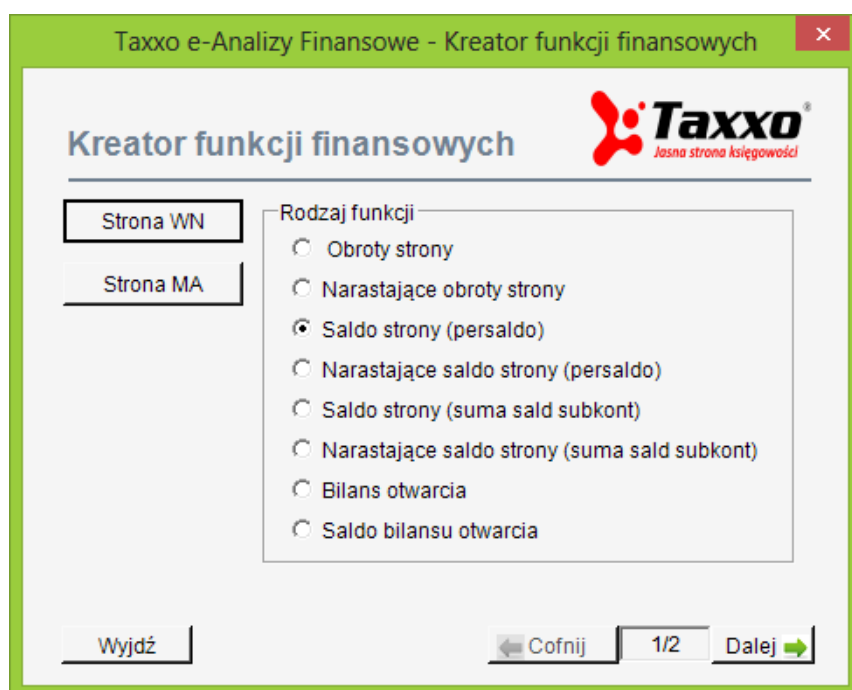 Taxxo e-Analizy Finansowe - Kreator funkcji finansowych
×
Kreator funkcji finansowych
Taxxo®
Jasna strona księgowości
Strona WN
Strona MA
Rodzaj funkcji
Obroty strony
Narastające obroty strony
Saldo strony (persaldo)
Narastające saldo strony (persaldo)
Saldo strony (suma sald subkont)
Narastające saldo strony (suma sald subkont)
Bilans otwarcia
Saldo bilansu otwarcia
Wyjdź
Cofnij
1/2
Dalej